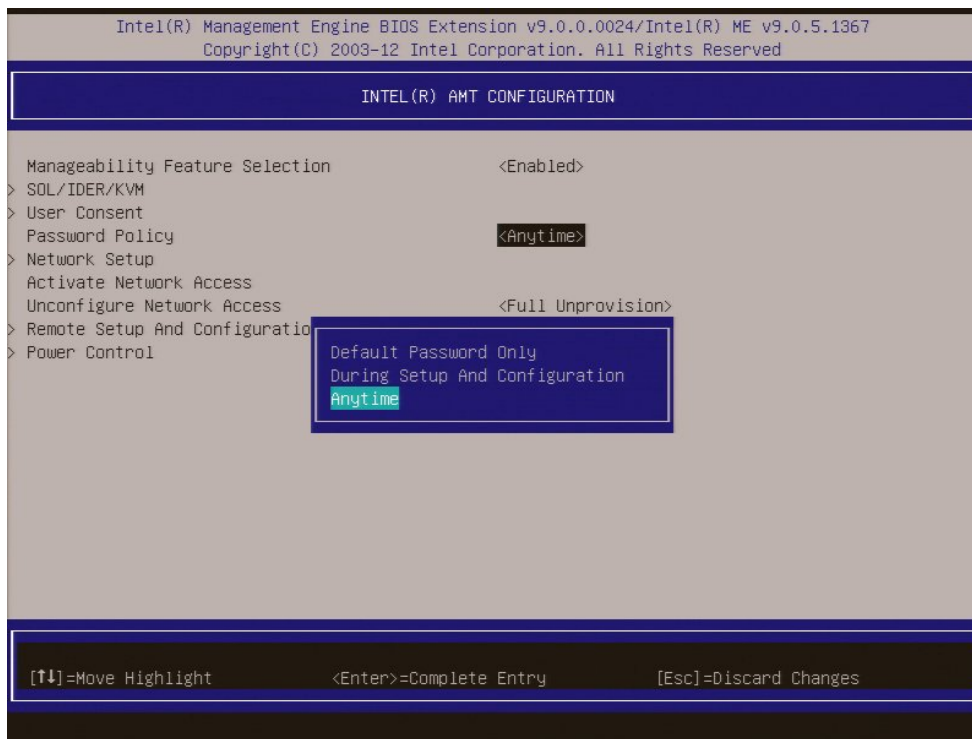 Intel(R) Management Engine BIOS Extension v9.0.0.0024/Intel(R) ME v9.0.5.1367
Copyright(C) 2003-12 Intel Corporation. All Rights Reserved
INTEL(R) AMT CONFIGURATION
Manageability Feature Selection <Enabled>
> SOL/IDER/KVM
> User Consent
Password Policy <Anytime>
> Network Setup
Activate Network Access
Unconfigure Network Access <Full Unprovision>
> Remote Setup And Configuratio
> Power Control
Default Password Only
During Setup And Configuration
Anytime
[↑↓]=Move Highlight <Enter>=Complete Entry [Esc]=Discard Changes